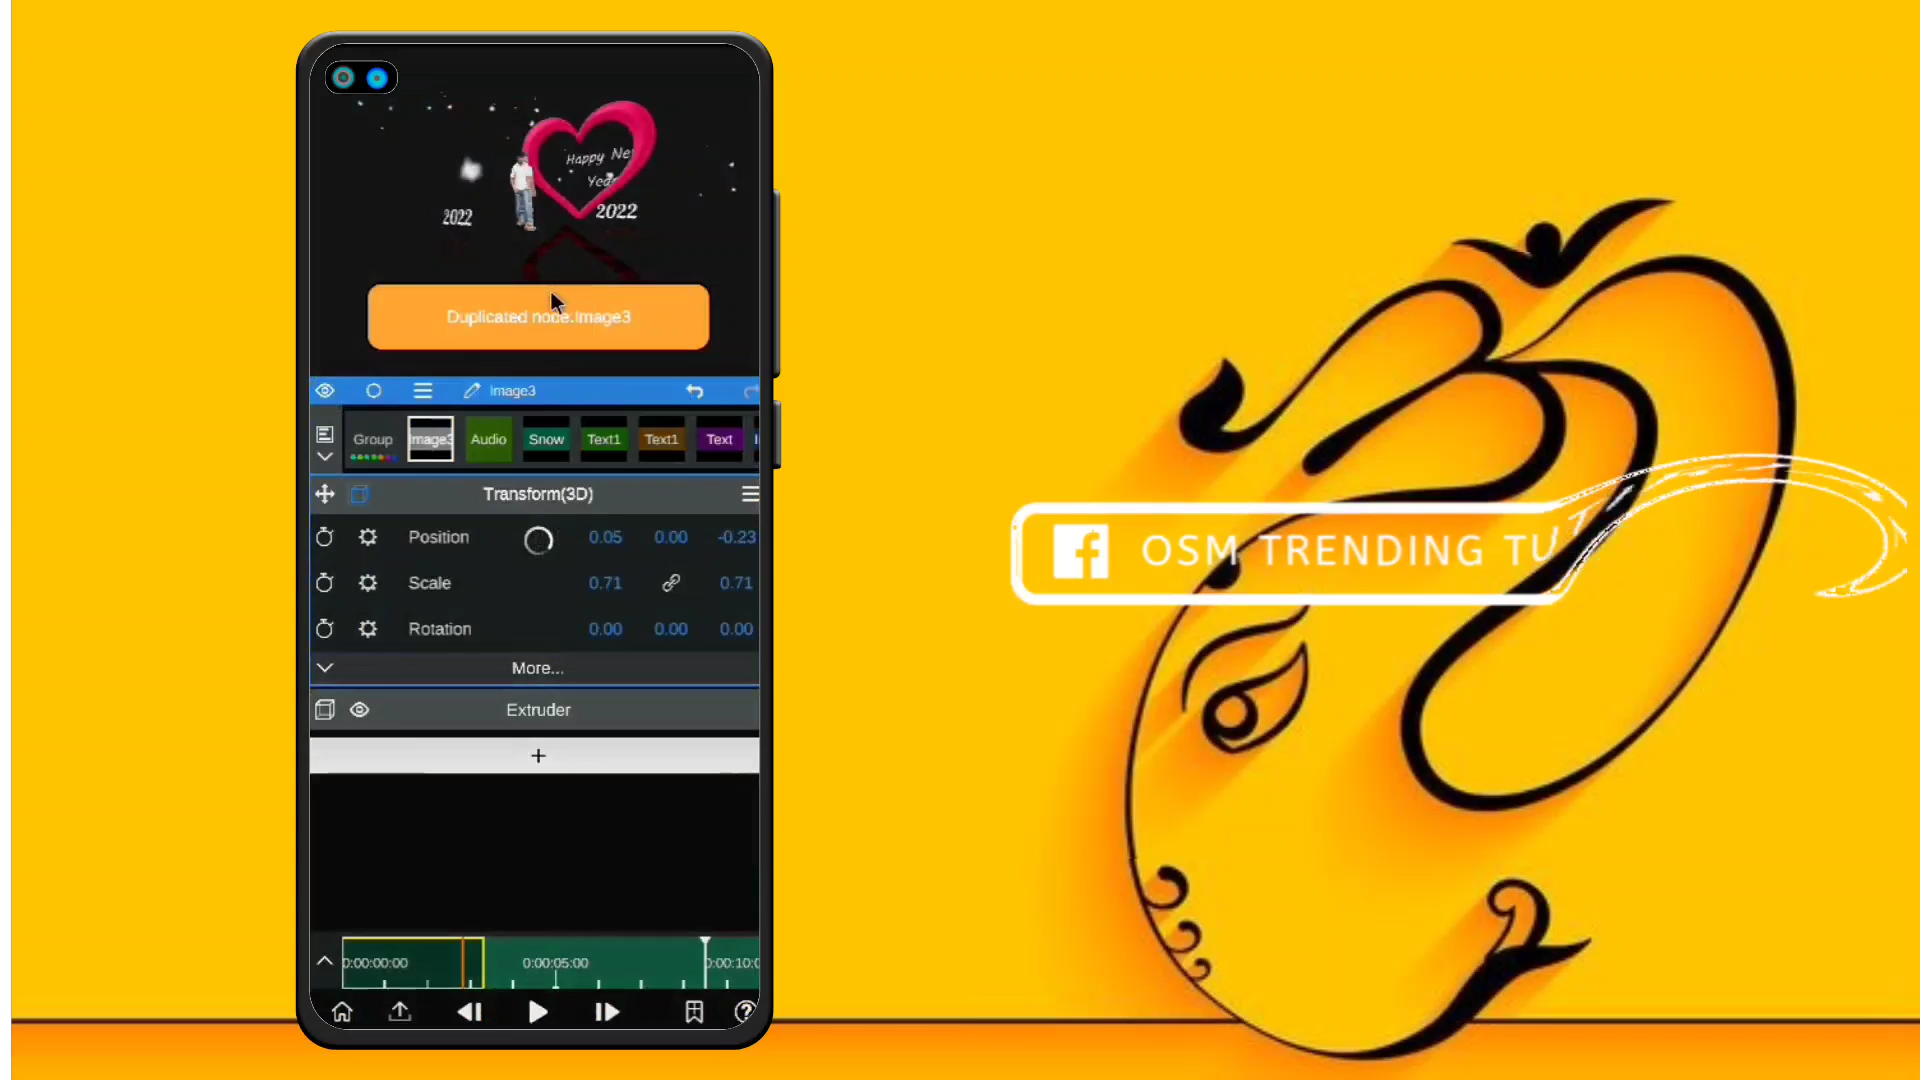 Happy Ne
Year
2022
2022
Duplicated node.Image3
Image3
Group
Image3
Audio
Snow
Text1
Text1
Text
Transform(3D)
Position 0.05 0.00 -0.23
Scale 0.71 0.71
Rotation 0.00 0.00 0.00
More...
Extruder
+
0:00:00:00 0:00:05:00 0:00:10:0
OSM TRENDING TUT